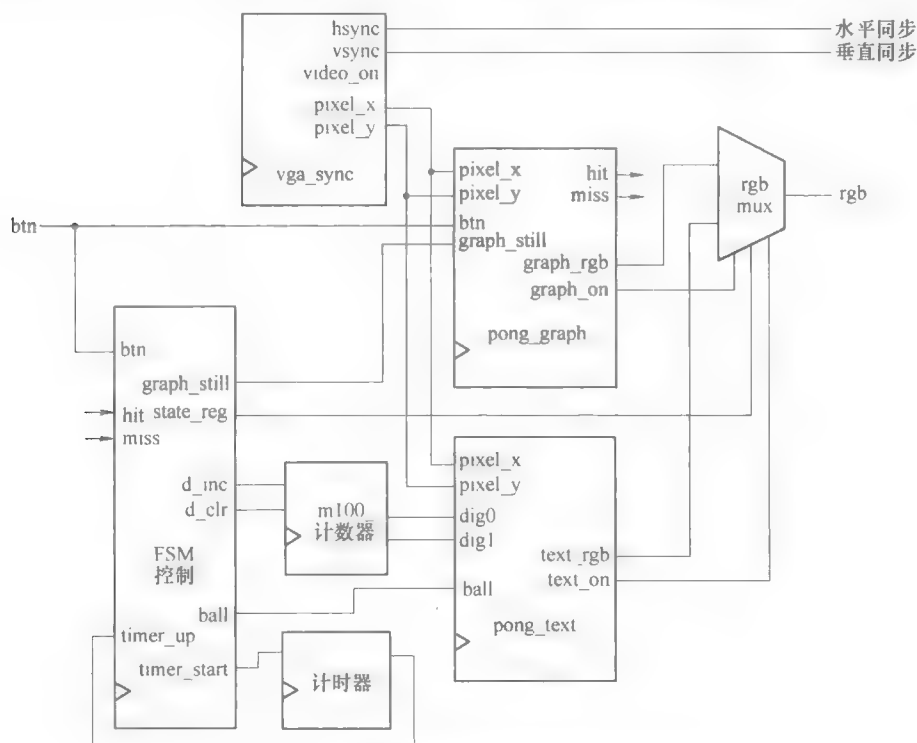 hsync
vsync
video_on
pixel_x
pixel_y
vga_sync
水平同步
垂直同步
pixel_x
pixel_y
btn
graph_still
hit
miss
graph_rgb
graph_on
pong_graph
rgb
mux
rgb
btn
btn
graph_still
hit
state_reg
miss
d_inc
d_clr
FSM
控制
ball
timer_up
timer_start
m100_
计数器
计时器
pixel_x
pixel_y
dig0
dig1
text_rgb
text_on
ball
pong_text